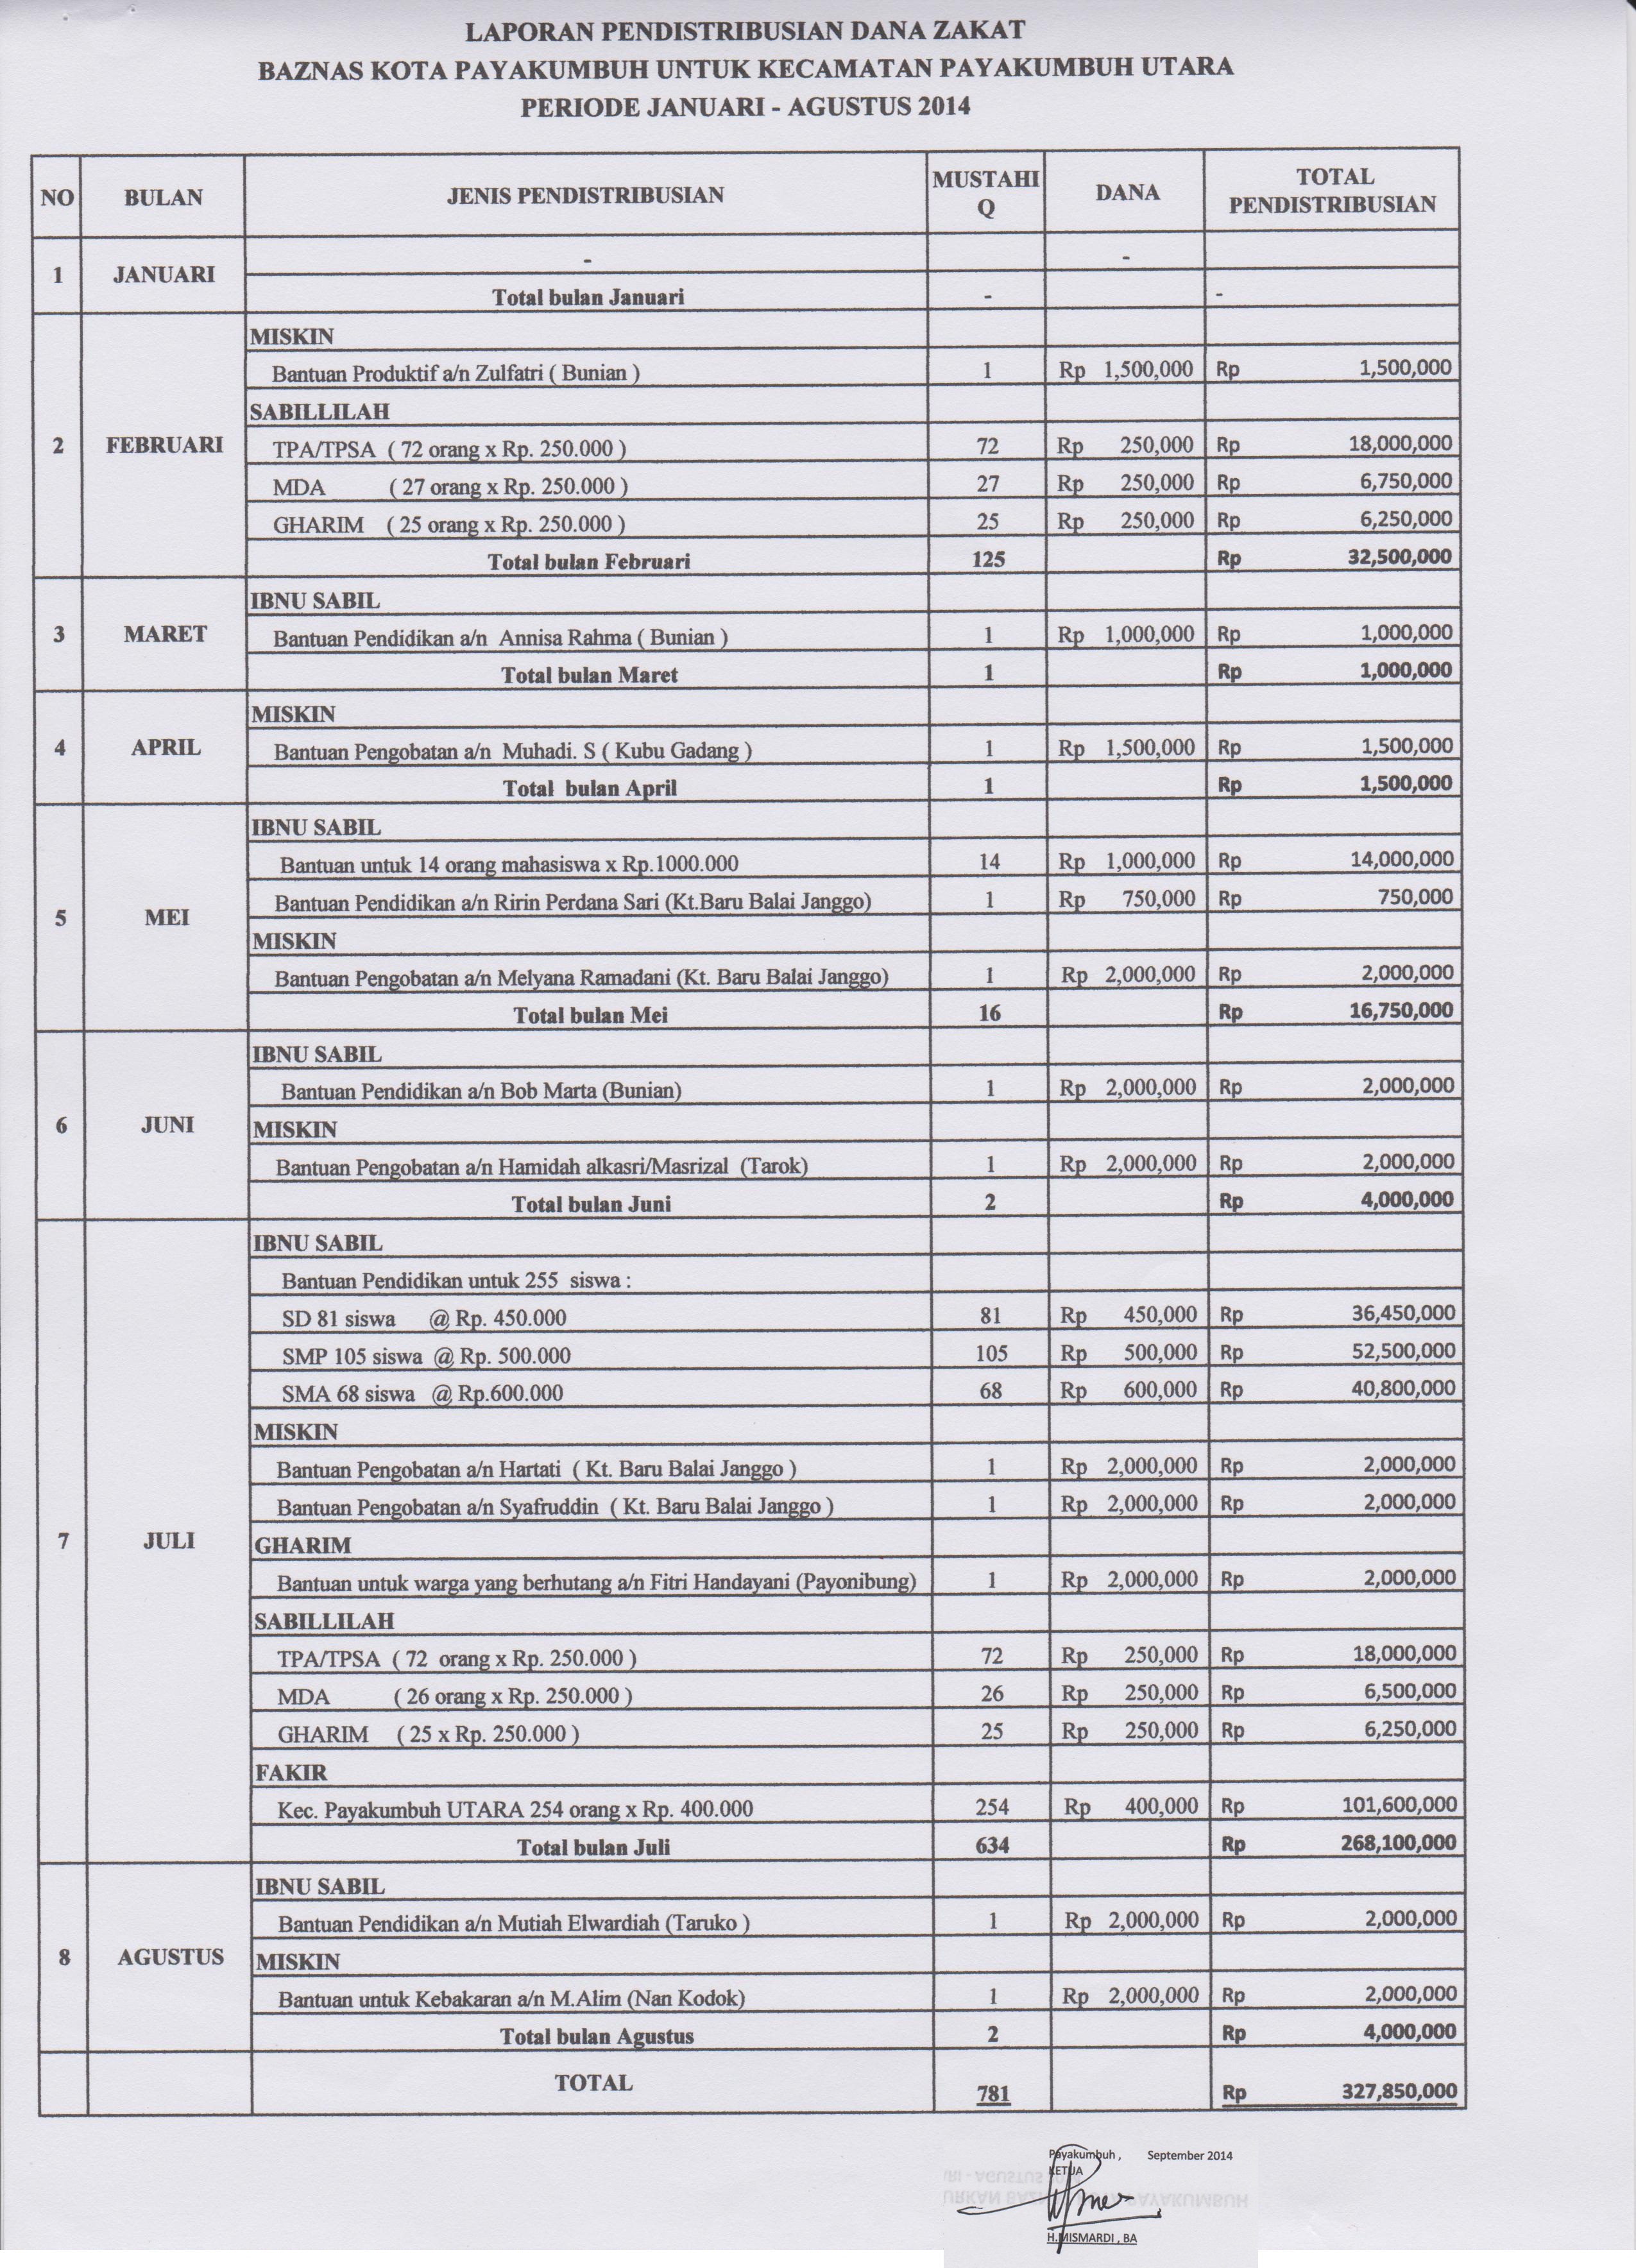 LAPORAN PENDISTRIBUSIAN DANA ZAKAT
BAZNAS KOTA PAYAKUMBUH UNTUK KECAMATAN PAYAKUMBUH UTARA
PERIODE JANUARI - AGUSTUS 2014
NO BULAN JENIS PENDISTRIBUSIAN MUSTAHI Q DANA TOTAL PENDISTRIBUSIAN
1 JANUARI
- -
Total bulan Januari - -
2 FEBRUARI
MISKIN
Bantuan Produktif a/n Zulfatri ( Bunian ) 1 Rp 1,500,000 Rp 1,500,000
SABILLILAH
TPA/TPSA ( 72 orang x Rp. 250.000 ) 72 Rp 250,000 Rp 18,000,000
MDA ( 27 orang x Rp. 250.000 ) 27 Rp 250,000 Rp 6,750,000
GHARIM ( 25 orang x Rp. 250.000 ) 25 Rp 250,000 Rp 6,250,000
Total bulan Februari 125 Rp 32,500,000
3 MARET
IBNU SABIL
Bantuan Pendidikan a/n Annisa Rahma ( Bunian ) 1 Rp 1,000,000 Rp 1,000,000
Total bulan Maret 1 Rp 1,000,000
4 APRIL
MISKIN
Bantuan Pengobatan a/n Muhadi. S ( Kubu Gadang ) 1 Rp 1,500,000 Rp 1,500,000
Total bulan April 1 Rp 1,500,000
5 MEI
IBNU SABIL
Bantuan untuk 14 orang mahasiswa x Rp.1000.000 14 Rp 1,000,000 Rp 14,000,000
Bantuan Pendidikan a/n Ririn Perdana Sari (Kt.Baru Balai Janggo) 1 Rp 750,000 Rp 750,000
MISKIN
Bantuan Pengobatan a/n Melyana Ramadani (Kt. Baru Balai Janggo) 1 Rp 2,000,000 Rp 2,000,000
Total bulan Mei 16 Rp 16,750,000
6 JUNI
IBNU SABIL
Bantuan Pendidikan a/n Bob Marta (Bunian) 1 Rp 2,000,000 Rp 2,000,000
MISKIN
Bantuan Pengobatan a/n Hamidah alkasri/Masrizal (Tarok) 1 Rp 2,000,000 Rp 2,000,000
Total bulan Juni 2 Rp 4,000,000
7 JULI
IBNU SABIL
Bantuan Pendidikan untuk 255 siswa :
SD 81 siswa @ Rp. 450.000 81 Rp 450,000 Rp 36,450,000
SMP 105 siswa @ Rp. 500.000 105 Rp 500,000 Rp 52,500,000
SMA 68 siswa @ Rp.600.000 68 Rp 600,000 Rp 40,800,000
MISKIN
Bantuan Pengobatan a/n Hartati ( Kt. Baru Balai Janggo ) 1 Rp 2,000,000 Rp 2,000,000
Bantuan Pengobatan a/n Syafruddin ( Kt. Baru Balai Janggo ) 1 Rp 2,000,000 Rp 2,000,000
GHARIM
Bantuan untuk warga yang berhutang a/n Fitri Handayani (Payonibung) 1 Rp 2,000,000 Rp 2,000,000
SABILLILAH
TPA/TPSA ( 72 orang x Rp. 250.000 ) 72 Rp 250,000 Rp 18,000,000
MDA ( 26 orang x Rp. 250.000 ) 26 Rp 250,000 Rp 6,500,000
GHARIM ( 25 x Rp. 250.000 ) 25 Rp 250,000 Rp 6,250,000
FAKIR
Kec. Payakumbuh UTARA 254 orang x Rp. 400.000 254 Rp 400,000 Rp 101,600,000
Total bulan Juli 634 Rp 268,100,000
8 AGUSTUS
IBNU SABIL
Bantuan Pendidikan a/n Mutiah Elwardiah (Taruko ) 1 Rp 2,000,000 Rp 2,000,000
MISKIN
Bantuan untuk Kebakaran a/n M.Alim (Nan Kodok) 1 Rp 2,000,000 Rp 2,000,000
Total bulan Agustus 2 Rp 4,000,000
TOTAL 781 Rp 327,850,000
Payakumbuh , September 2014
KETUA
H.MISMARDI , BA